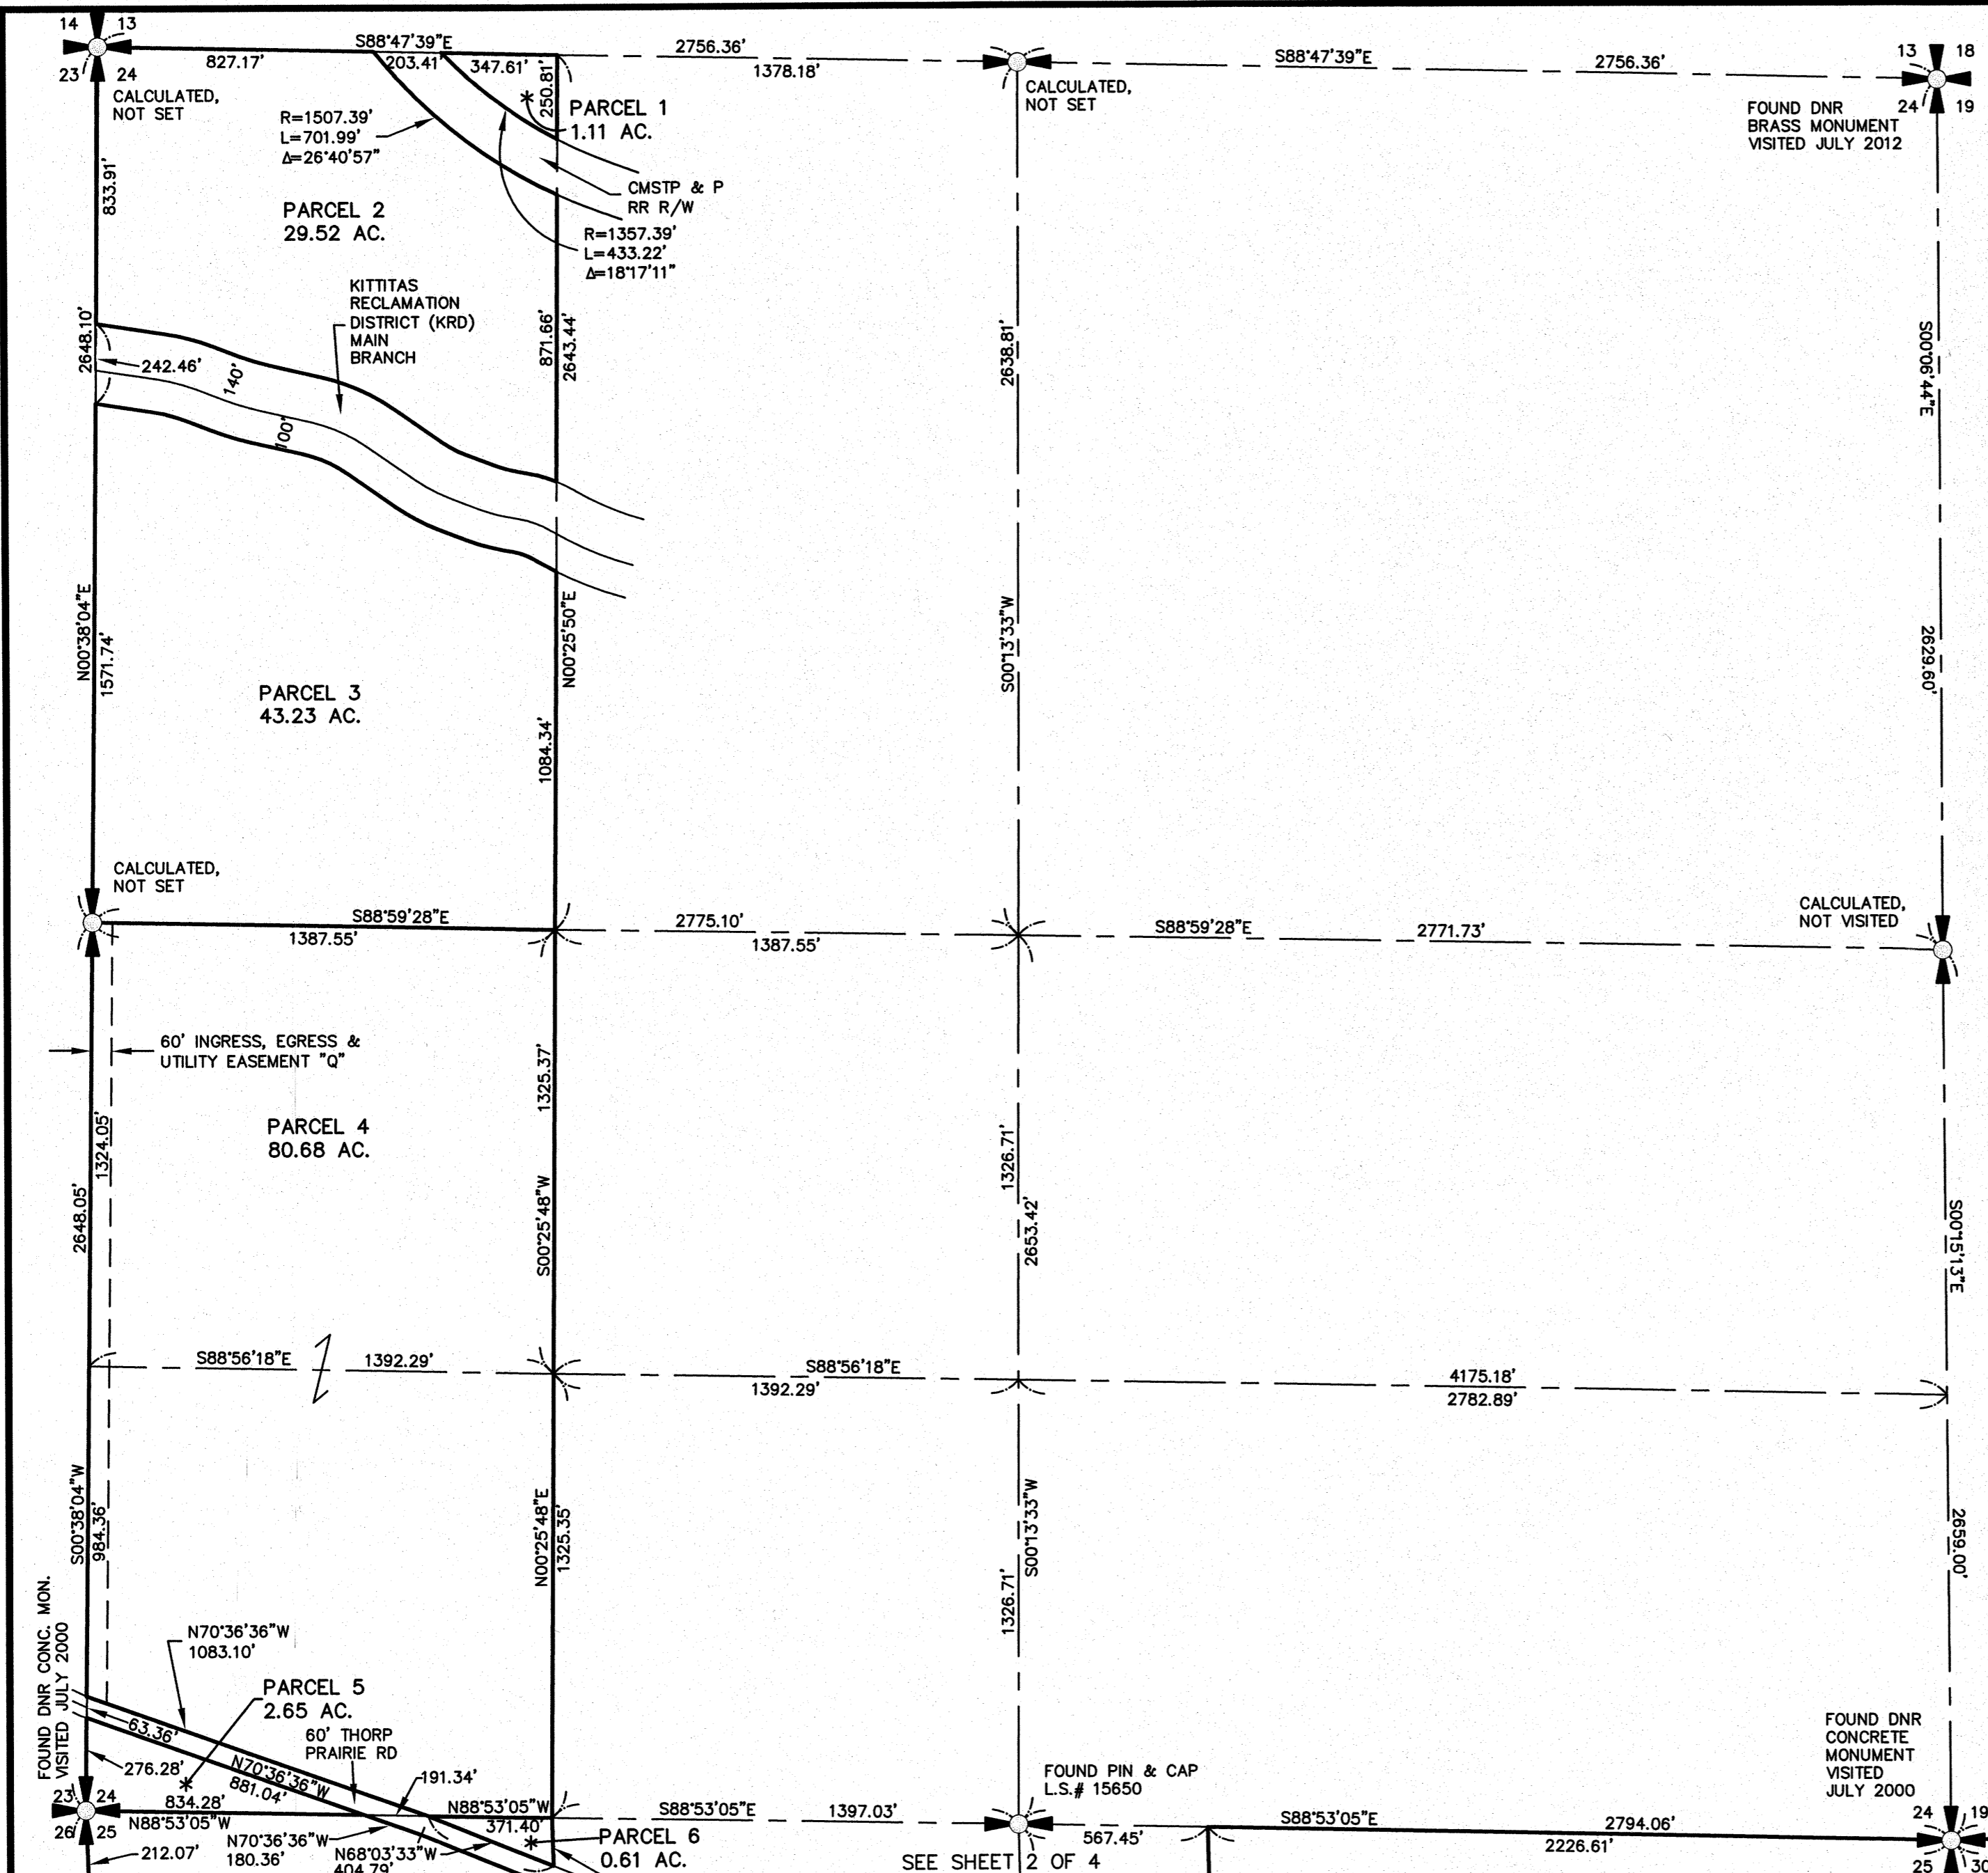 14 13
23 24
S88°47'39"E
827.17'
203.41'
347.61'
2756.36'
1378.18'
S88°47'39"E
2756.36'
13 18
24 19
CALCULATED,
NOT SET
CALCULATED,
NOT SET
FOUND DNR
BRASS MONUMENT
VISITED JULY 2012
250.81'
PARCEL 1
1.11 AC.
R=1507.39'
L=701.99'
Δ=26°40'57"
833.91'
CMSTP & P
RR R/W
PARCEL 2
29.52 AC.
R=1357.39'
L=433.22'
Δ=18°17'11"
KITTITAS
RECLAMATION
DISTRICT (KRD)
MAIN
BRANCH
2648.10'
242.46'
140'
100'
871.66'
2643.44'
2638.81'
S00°06'44"E
N00°38'04"E
1571.74'
N00°25'50"E
S00°13'33"W
2629.60'
PARCEL 3
43.23 AC.
1084.34'
CALCULATED,
NOT SET
CALCULATED,
NOT VISITED
S88°59'28"E
1387.55'
2775.10'
1387.55'
S88°59'28"E
2771.73'
60' INGRESS, EGRESS &
UTILITY EASEMENT "Q"
1325.37'
1324.05'
PARCEL 4
80.68 AC.
1326.71'
2648.05'
S00°25'48"W
2653.42'
S00°15'13"E
S88°56'18"E
1392.29'
S88°56'18"E
1392.29'
4175.18'
2782.89'
S00°38'04"W
984.36'
N00°25'48"E
1325.35'
S00°13'33"W
1326.71'
2659.00'
FOUND DNR CONC. MON.
VISITED JULY 2000
N70°36'36"W
1083.10'
PARCEL 5
2.65 AC.
63.36'
60' THORP
PRAIRIE RD
276.28'
N70°36'36"W
881.04'
191.34'
FOUND PIN & CAP
L.S.# 15650
FOUND DNR
CONCRETE
MONUMENT
VISITED
JULY 2000
23 24
26 25
834.28'
N88°53'05"W
N88°53'05"W
371.40'
S88°53'05"E
1397.03'
567.45'
S88°53'05"E
2794.06'
2226.61'
24 19
25 30
212.07'
N70°36'36"W
180.36'
N68°03'33"W
404.79'
PARCEL 6
0.61 AC.
SEE SHEET 2 OF 4